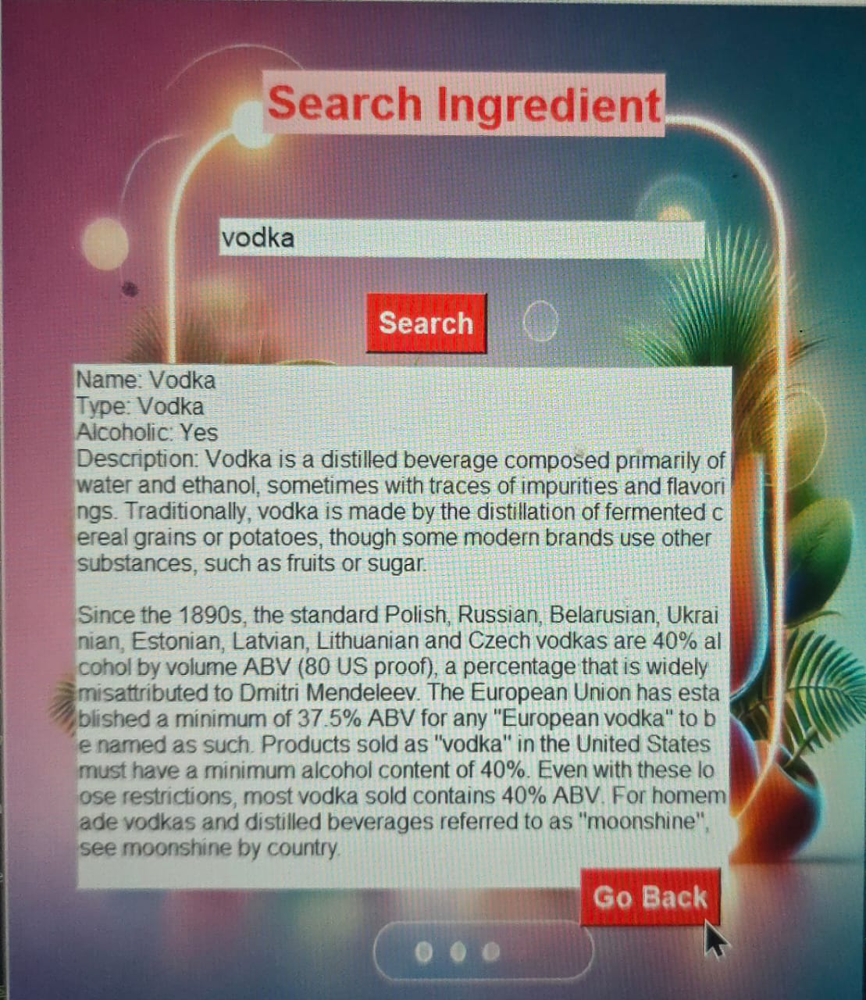 Search Ingredient
vodka
Search
Name: Vodka
Type: Vodka
Alcoholic: Yes
Description: Vodka is a distilled beverage composed primarily of
water and ethanol, sometimes with traces of impurities and flavori
ngs. Traditionally, vodka is made by the distillation of fermented c
ereal grains or potatoes, though some modern brands use other
substances, such as fruits or sugar.
Since the 1890s, the standard Polish, Russian, Belarusian, Ukrai
nian, Estonian, Latvian, Lithuanian and Czech vodkas are 40% al
cohol by volume ABV (80 US proof), a percentage that is widely
misattributed to Dmitri Mendeleev. The European Union has esta
blished a minimum of 37.5% ABV for any "European vodka" to b
e named as such. Products sold as "vodka" in the United States
must have a minimum alcohol content of 40%. Even with these lo
ose restrictions, most vodka sold contains 40% ABV. For homem
ade vodkas and distilled beverages referred to as "moonshine",
see moonshine by country.
Go Back